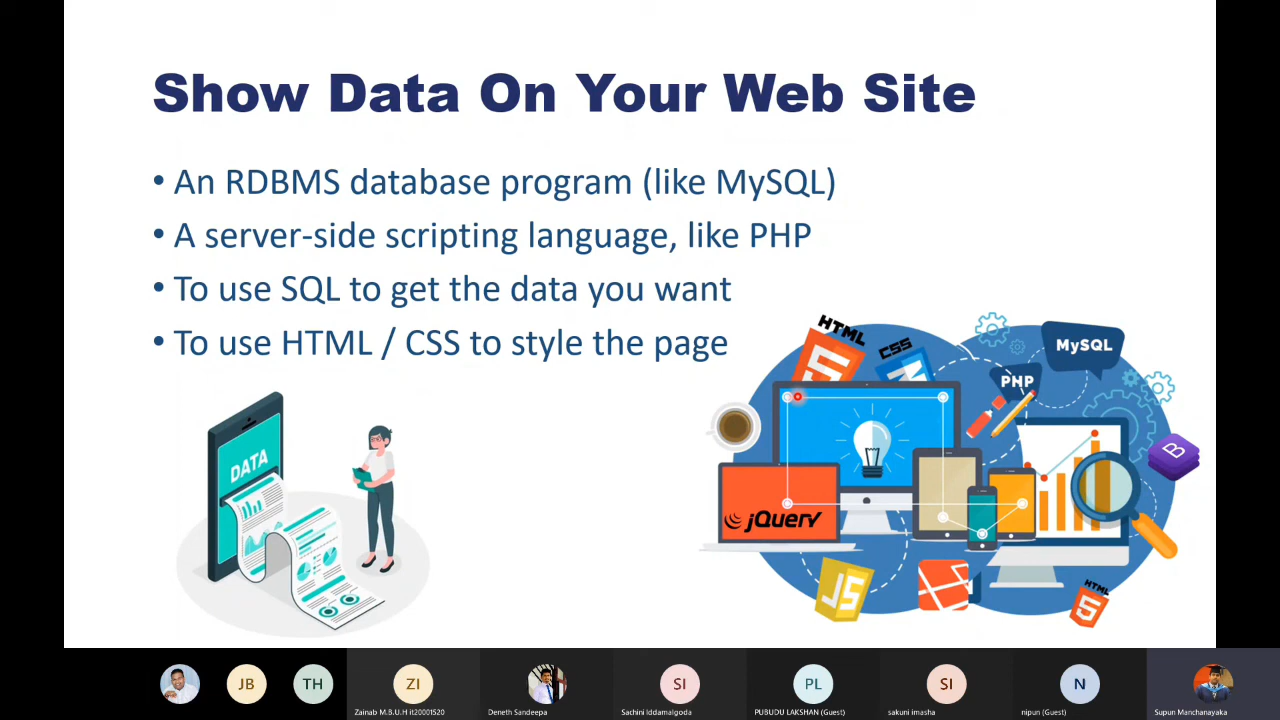 Show Data On Your Web Site
• An RDBMS database program (like MySQL)
• A server-side scripting language, like PHP
• To use SQL to get the data you want
• To use HTML / CSS to style the page
HTML
5
CSS
MySQL
PHP
DATA
B
jQuery
JS
HTML
5
JB
TH
ZI
SI
PL
SI
N
Zainab M.B.U.H it20001520
Deneth Sandeepa
Sachini Iddamalgoda
PUBUDU LAKSHAN (Guest)
sakuni imasha
nipun (Guest)
Supun Manchanayaka